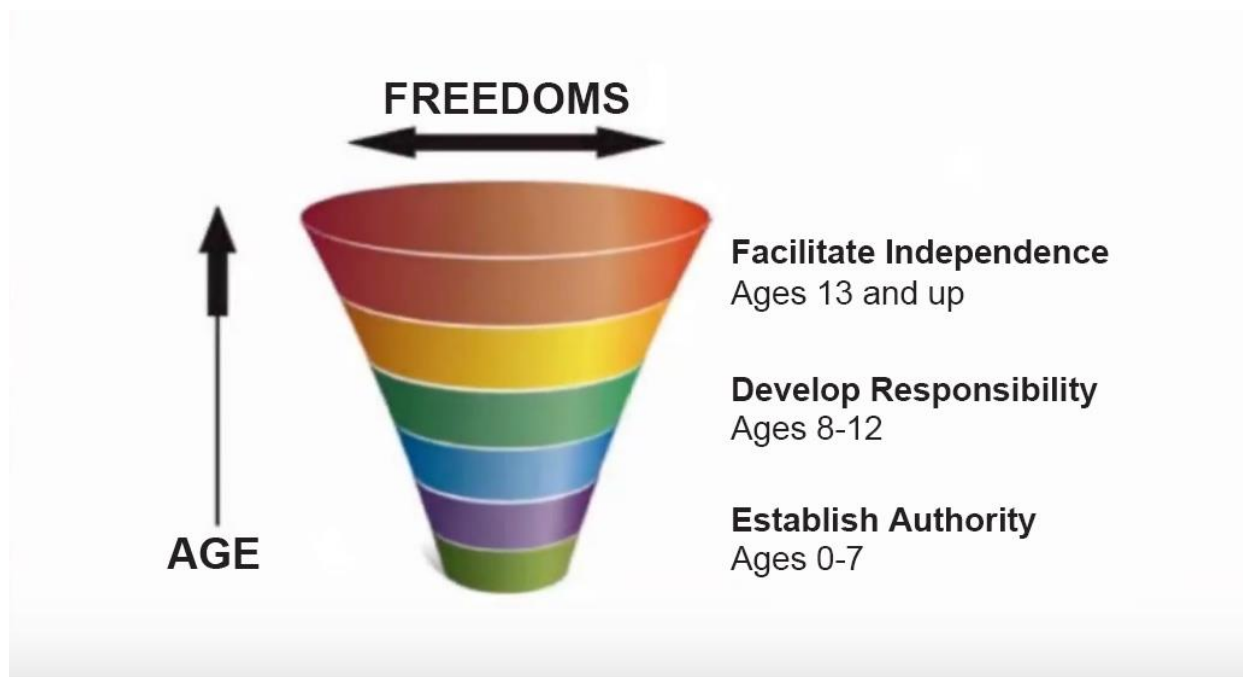 FREEDOMS
Facilitate Independence
Ages 13 and up
Develop Responsibility
Ages 8-12
Establish Authority
Ages 0-7
AGE